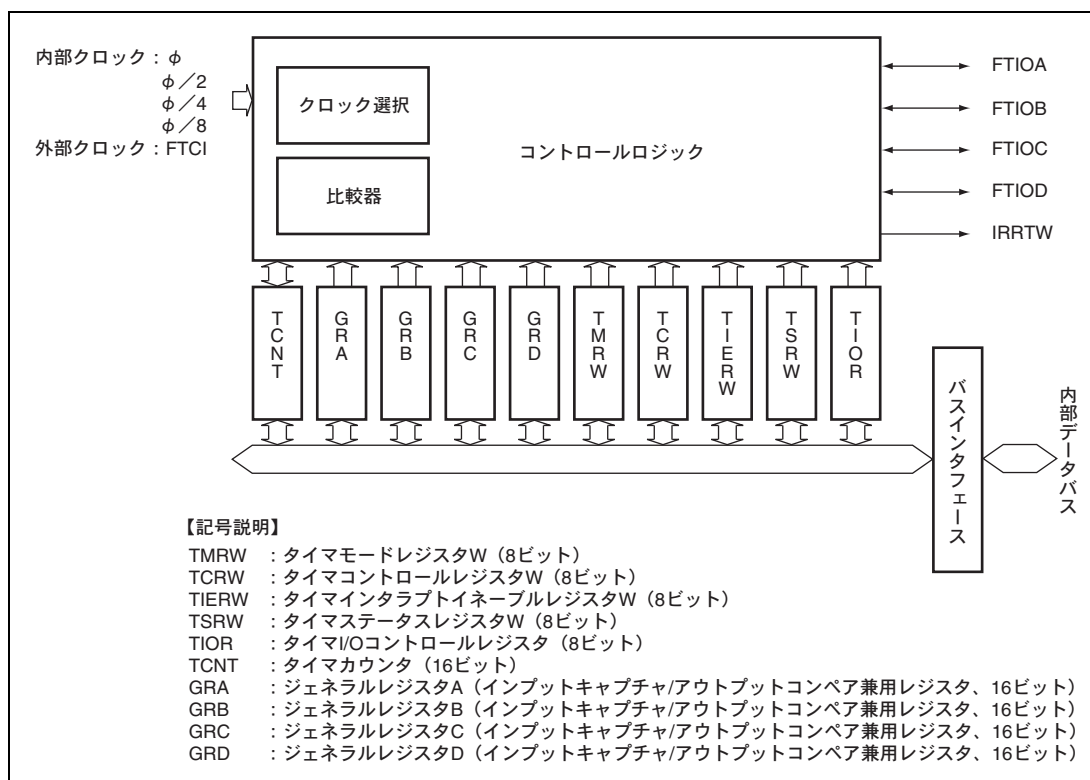 内部クロック：φ
φ／2
φ／4
φ／8
外部クロック：FTCI
クロック選択
比較器
コントロールロジック
FTIOA
FTIOB
FTIOC
FTIOD
IRRTW
TCNT
GRA
GRB
GRC
GRD
TMRW
TCRW
TIERW
TSRW
TIOR
バスインタフェース
内部データバス
【記号説明】
TMRW ：タイマモードレジスタW（8ビット）
TCRW ：タイマコントロールレジスタW（8ビット）
TIERW ：タイマインタラプトイネーブルレジスタW（8ビット）
TSRW ：タイマステータスレジスタW（8ビット）
TIOR ：タイマI/Oコントロールレジスタ（8ビット）
TCNT ：タイマカウンタ（16ビット）
GRA ：ジェネラルレジスタA（インプットキャプチャ/アウトプットコンペア兼用レジスタ、16ビット）
GRB ：ジェネラルレジスタB（インプットキャプチャ/アウトプットコンペア兼用レジスタ、16ビット）
GRC ：ジェネラルレジスタC（インプットキャプチャ/アウトプットコンペア兼用レジスタ、16ビット）
GRD ：ジェネラルレジスタD（インプットキャプチャ/アウトプットコンペア兼用レジスタ、16ビット）